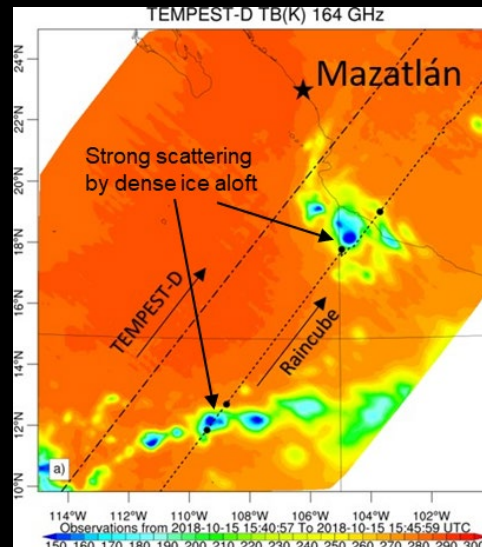 TEMPEST-D TB(K) 164 GHz
24°N
22°N
20°N
18°N
16°N
14°N
12°N
10°N
Mazatlán
Strong scattering
by dense ice aloft
TEMPEST-D
Raincube
a)
114°W 112°W 110°W 108°W 106°W 104°W 102°W
Observations from 2018-10-15 15:40:57 To 2018-10-15 15:45:59 UTC
150 160 170 180 190 200 210 220 230 240 250 260 270 280 290 300